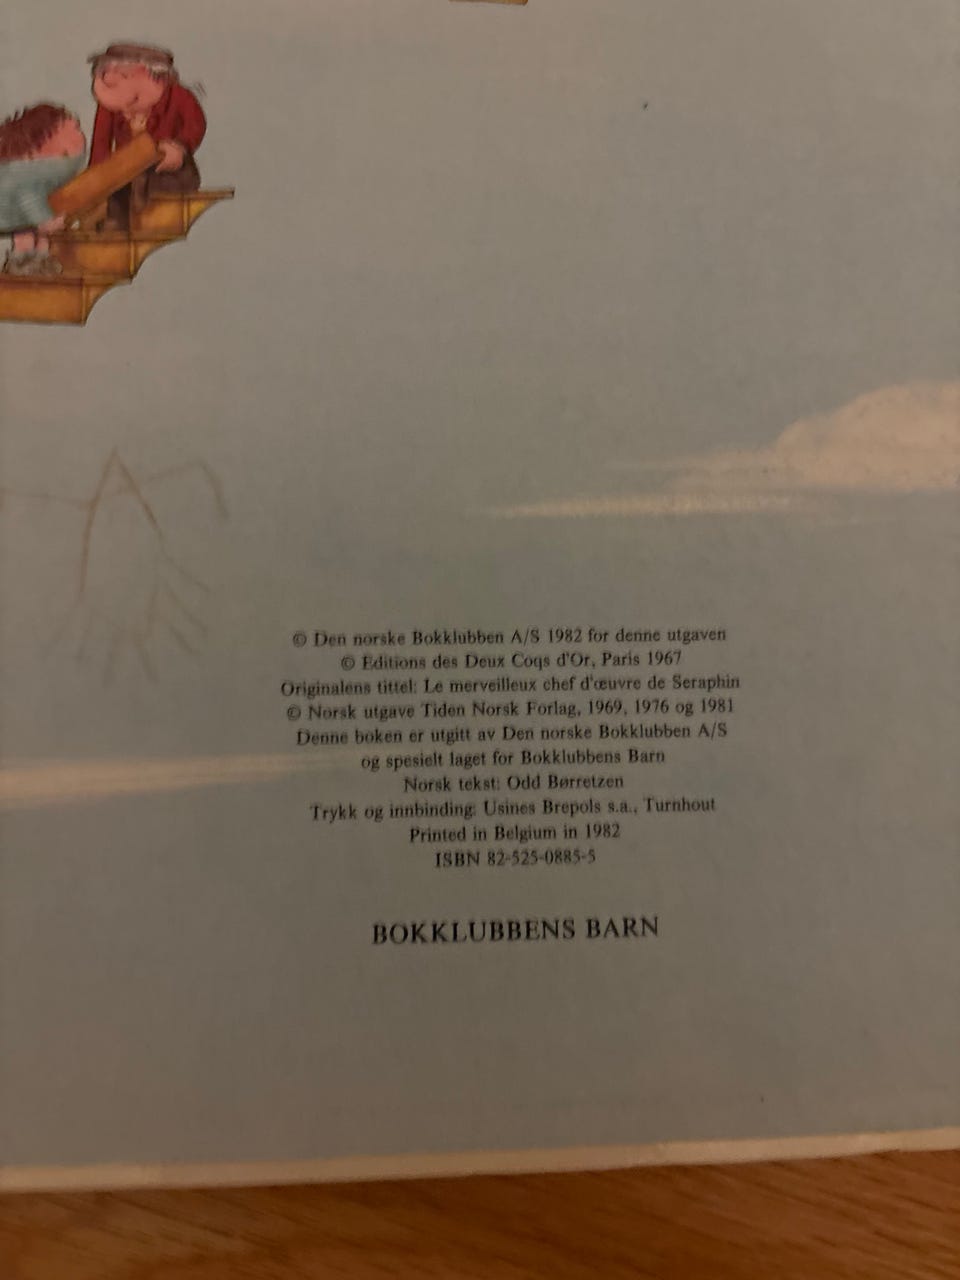 © Den norske Bokklubben A/S 1982 for denne utgaven
© Editions des Deux Coqs d'Or, Paris 1967
Originalens tittel: Le merveilleux chef d'œuvre de Seraphin
© Norsk utgave Tiden Norsk Forlag, 1969, 1976 og 1981
Denne boken er utgitt av Den norske Bokklubben A/S
og spesielt laget for Bokklubbens Barn
Norsk tekst: Odd Børretzen
Trykk og innbinding: Usines Brepols s.a., Turnhout
Printed in Belgium in 1982
ISBN 82-525-0885-5
BOKKLUBBENS BARN